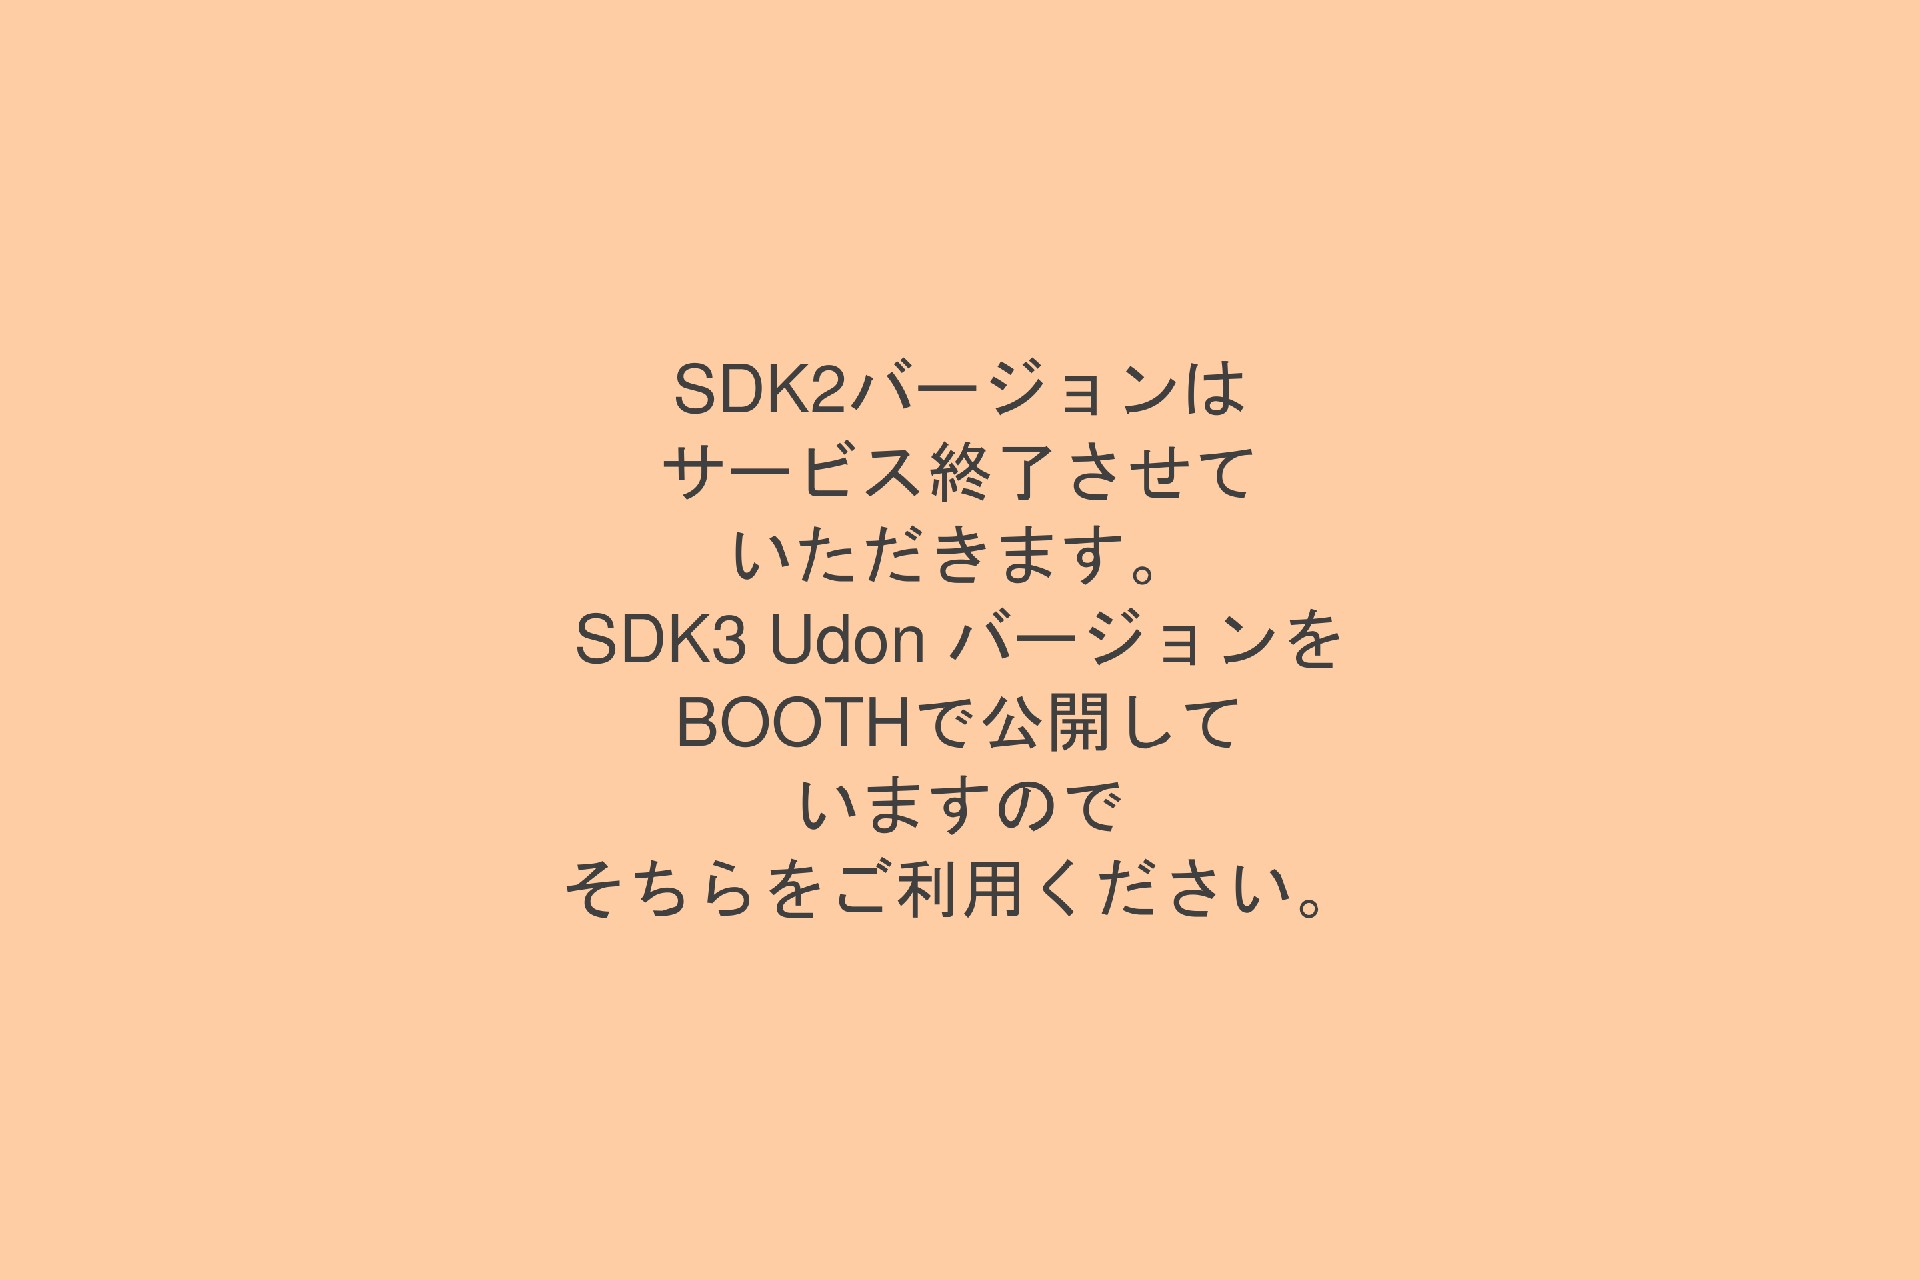 SDK2バージョンは
サービス終了させて
いただきます。
SDK3 Udon バージョンを
BOOTHで公開して
いますので
そちらをご利用ください。